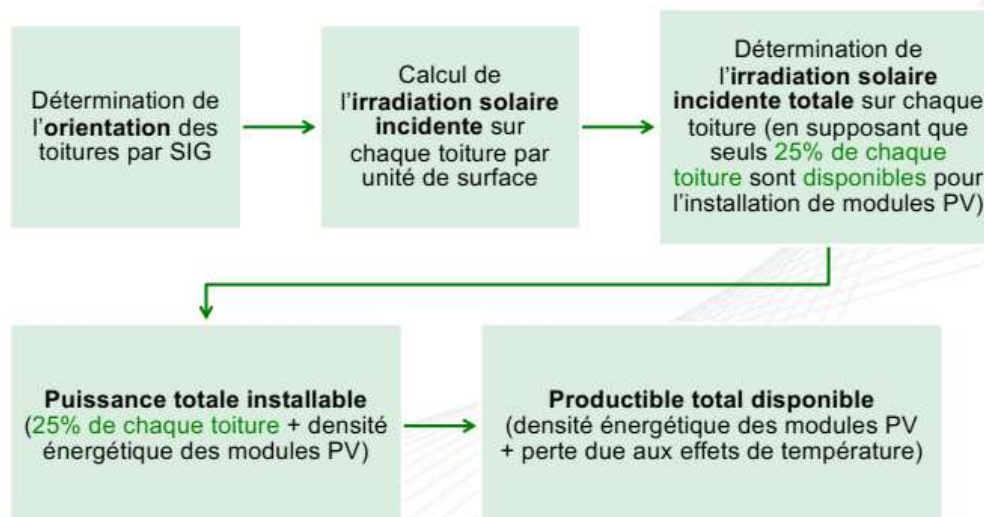 Détermination de
l'orientation des
toitures par SIG
Calcul de
l'irradiation solaire
incidente sur
chaque toiture par
unité de surface
Détermination de
l'irradiation solaire
incidente totale sur chaque
toiture (en supposant que
seuls 25% de chaque
toiture sont disponibles pour
l'installation de modules PV)
Puissance totale installable
(25% de chaque toiture + densité
énergétique des modules PV)
Productible total disponible
(densité énergétique des modules PV
+ perte due aux effets de température)